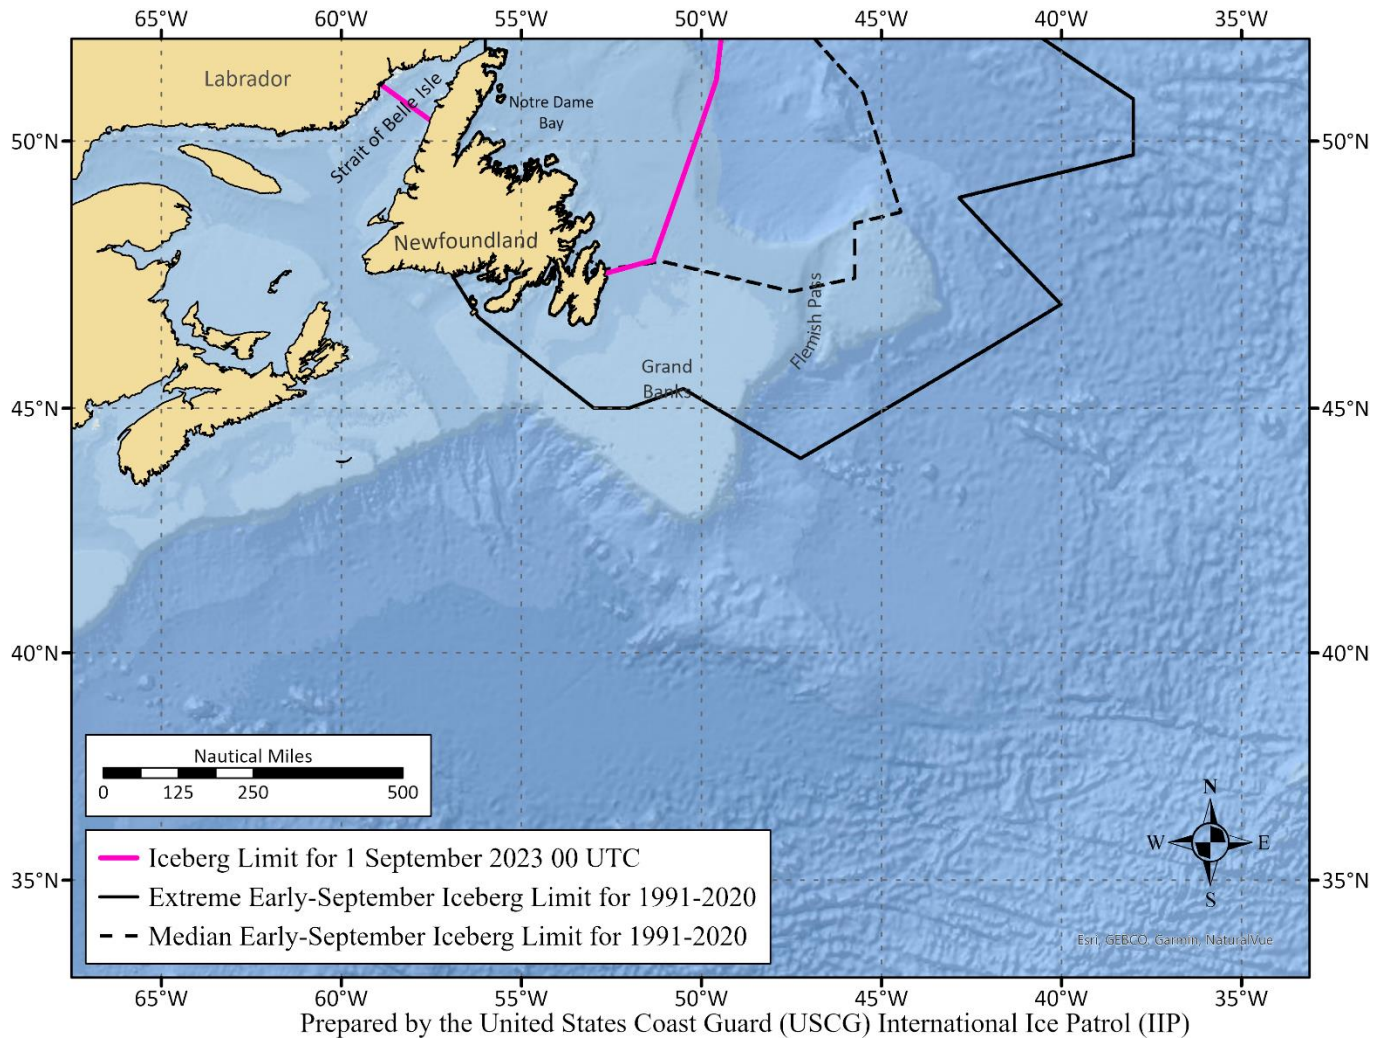 65°W 60°W 55°W 50°W 45°W 40°W 35°W
Labrador
Strait of Belle Isle
Notre Dame
Bay
50°N 50°N
Newfoundland
Flemish Pass
Grand
Banks
45°N 45°N
40°N 40°N
Nautical Miles
0 125 250 500
N
W E
S
Iceberg Limit for 1 September 2023 00 UTC
Extreme Early-September Iceberg Limit for 1991-2020
Median Early-September Iceberg Limit for 1991-2020
35°N 35°N
Esri, GEBCO, Garmin, NaturalVue
65°W 60°W 55°W 50°W 45°W 40°W 35°W
Prepared by the United States Coast Guard (USCG) International Ice Patrol (IIP)